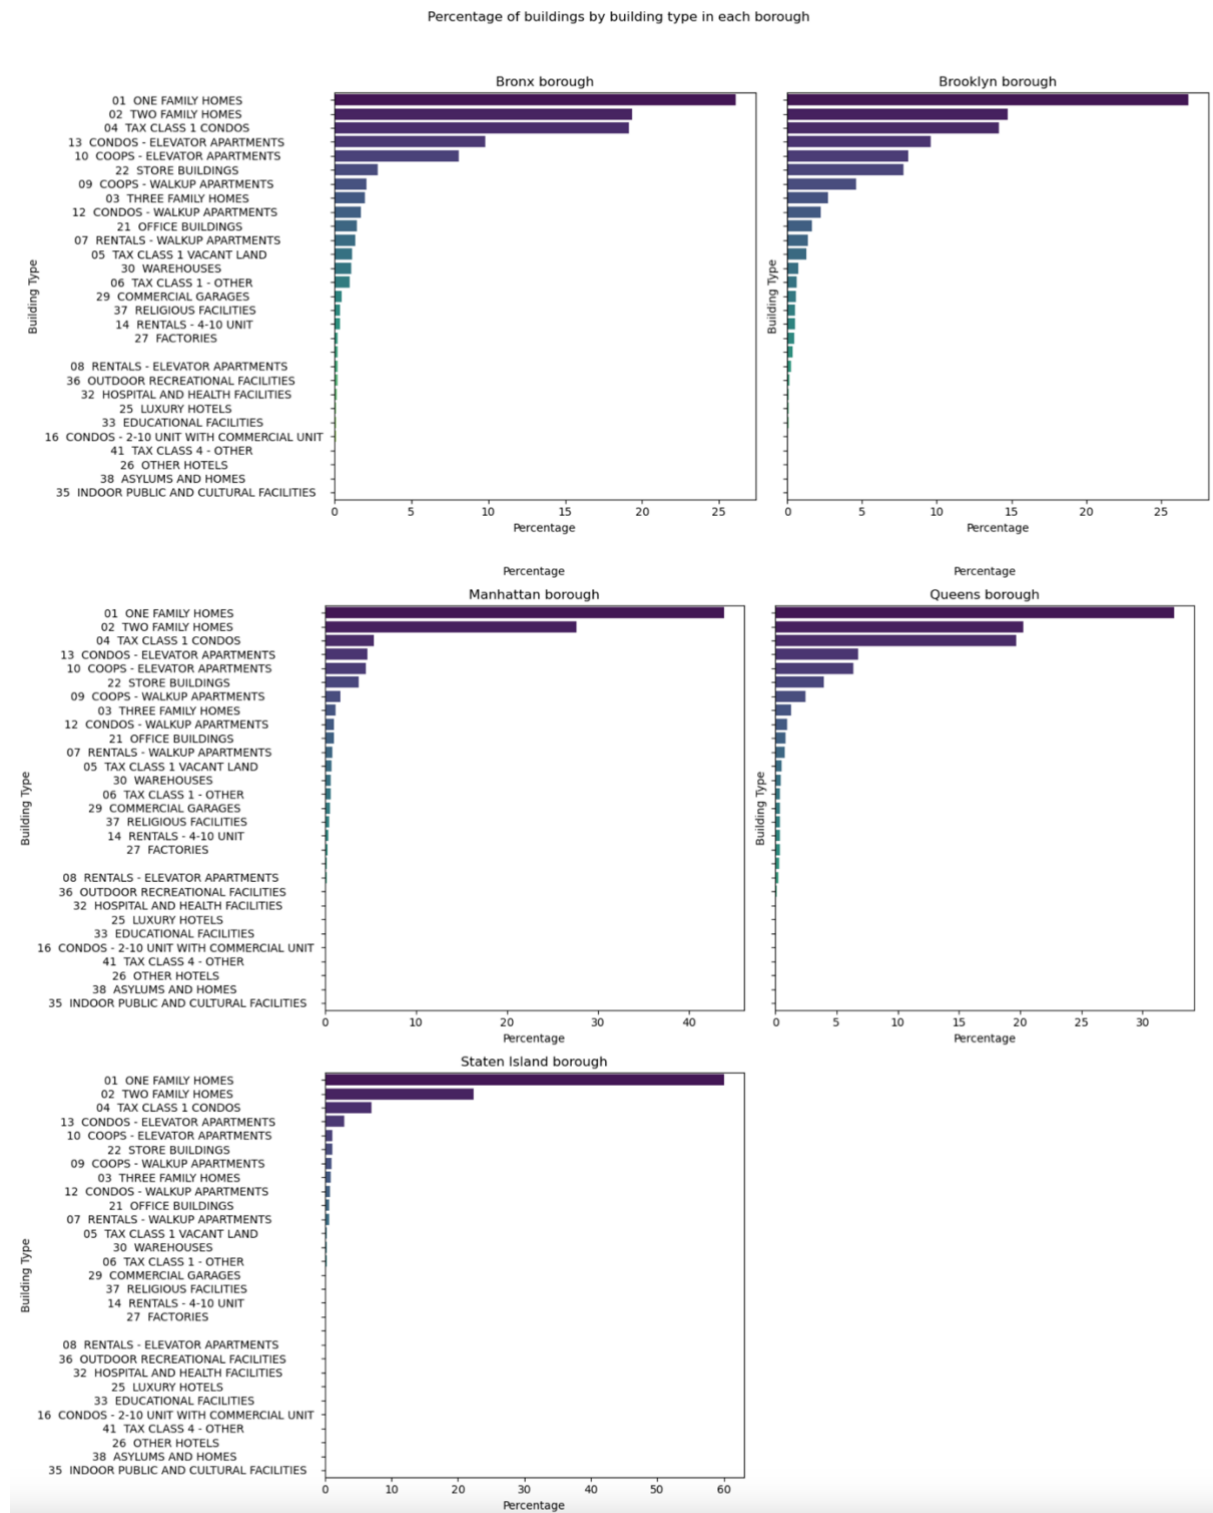 Percentage of buildings by building type in each borough
Bronx borough
Building Type
01 ONE FAMILY HOMES
02 TWO FAMILY HOMES
04 TAX CLASS 1 CONDOS
13 CONDOS - ELEVATOR APARTMENTS
10 COOPS - ELEVATOR APARTMENTS
22 STORE BUILDINGS
09 COOPS - WALKUP APARTMENTS
03 THREE FAMILY HOMES
12 CONDOS - WALKUP APARTMENTS
21 OFFICE BUILDINGS
07 RENTALS - WALKUP APARTMENTS
05 TAX CLASS 1 VACANT LAND
30 WAREHOUSES
06 TAX CLASS 1 - OTHER
29 COMMERCIAL GARAGES
37 RELIGIOUS FACILITIES
14 RENTALS - 4-10 UNIT
27 FACTORIES
08 RENTALS - ELEVATOR APARTMENTS
36 OUTDOOR RECREATIONAL FACILITIES
32 HOSPITAL AND HEALTH FACILITIES
25 LUXURY HOTELS
33 EDUCATIONAL FACILITIES
16 CONDOS - 2-10 UNIT WITH COMMERCIAL UNIT
41 TAX CLASS 4 - OTHER
26 OTHER HOTELS
38 ASYLUMS AND HOMES
35 INDOOR PUBLIC AND CULTURAL FACILITIES
0 5 10 15 20 25
Percentage
Brooklyn borough
Building Type
0 5 10 15 20 25
Percentage
Percentage
Percentage
Manhattan borough
Building Type
01 ONE FAMILY HOMES
02 TWO FAMILY HOMES
04 TAX CLASS 1 CONDOS
13 CONDOS - ELEVATOR APARTMENTS
10 COOPS - ELEVATOR APARTMENTS
22 STORE BUILDINGS
09 COOPS - WALKUP APARTMENTS
03 THREE FAMILY HOMES
12 CONDOS - WALKUP APARTMENTS
21 OFFICE BUILDINGS
07 RENTALS - WALKUP APARTMENTS
05 TAX CLASS 1 VACANT LAND
30 WAREHOUSES
06 TAX CLASS 1 - OTHER
29 COMMERCIAL GARAGES
37 RELIGIOUS FACILITIES
14 RENTALS - 4-10 UNIT
27 FACTORIES
08 RENTALS - ELEVATOR APARTMENTS
36 OUTDOOR RECREATIONAL FACILITIES
32 HOSPITAL AND HEALTH FACILITIES
25 LUXURY HOTELS
33 EDUCATIONAL FACILITIES
16 CONDOS - 2-10 UNIT WITH COMMERCIAL UNIT
41 TAX CLASS 4 - OTHER
26 OTHER HOTELS
38 ASYLUMS AND HOMES
35 INDOOR PUBLIC AND CULTURAL FACILITIES
0 10 20 30 40
Percentage
Queens borough
Building Type
0 5 10 15 20 25 30
Percentage
Staten Island borough
Building Type
01 ONE FAMILY HOMES
02 TWO FAMILY HOMES
04 TAX CLASS 1 CONDOS
13 CONDOS - ELEVATOR APARTMENTS
10 COOPS - ELEVATOR APARTMENTS
22 STORE BUILDINGS
09 COOPS - WALKUP APARTMENTS
03 THREE FAMILY HOMES
12 CONDOS - WALKUP APARTMENTS
21 OFFICE BUILDINGS
07 RENTALS - WALKUP APARTMENTS
05 TAX CLASS 1 VACANT LAND
30 WAREHOUSES
06 TAX CLASS 1 - OTHER
29 COMMERCIAL GARAGES
37 RELIGIOUS FACILITIES
14 RENTALS - 4-10 UNIT
27 FACTORIES
08 RENTALS - ELEVATOR APARTMENTS
36 OUTDOOR RECREATIONAL FACILITIES
32 HOSPITAL AND HEALTH FACILITIES
25 LUXURY HOTELS
33 EDUCATIONAL FACILITIES
16 CONDOS - 2-10 UNIT WITH COMMERCIAL UNIT
41 TAX CLASS 4 - OTHER
26 OTHER HOTELS
38 ASYLUMS AND HOMES
35 INDOOR PUBLIC AND CULTURAL FACILITIES
0 10 20 30 40 50 60
Percentage